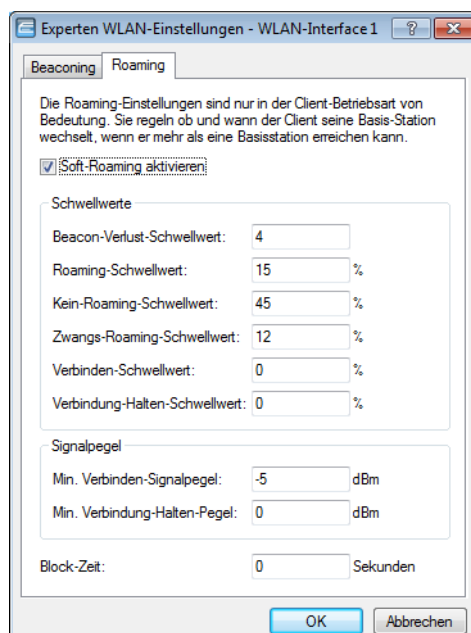 Experten WLAN-Einstellungen - WLAN-Interface 1
Beaconing Roaming
Die Roaming-Einstellungen sind nur in der Client-Betriebsart von
Bedeutung. Sie regeln ob und wann der Client seine Basis-Station
wechselt, wenn er mehr als eine Basisstation erreichen kann.
Soft-Roaming aktivieren
Schwellwerte
Beacon-Verlust-Schwellwert: 4
Roaming-Schwellwert: 15 %
Kein-Roaming-Schwellwert: 45 %
Zwangs-Roaming-Schwellwert: 12 %
Verbinden-Schwellwert: 0 %
Verbindung-Halten-Schwellwert: 0 %
Signalpegel
Min. Verbinden-Signalpegel: -5 dBm
Min. Verbindung-Halten-Pegel: 0 dBm
Block-Zeit: 0 Sekunden
OK Abbrechen